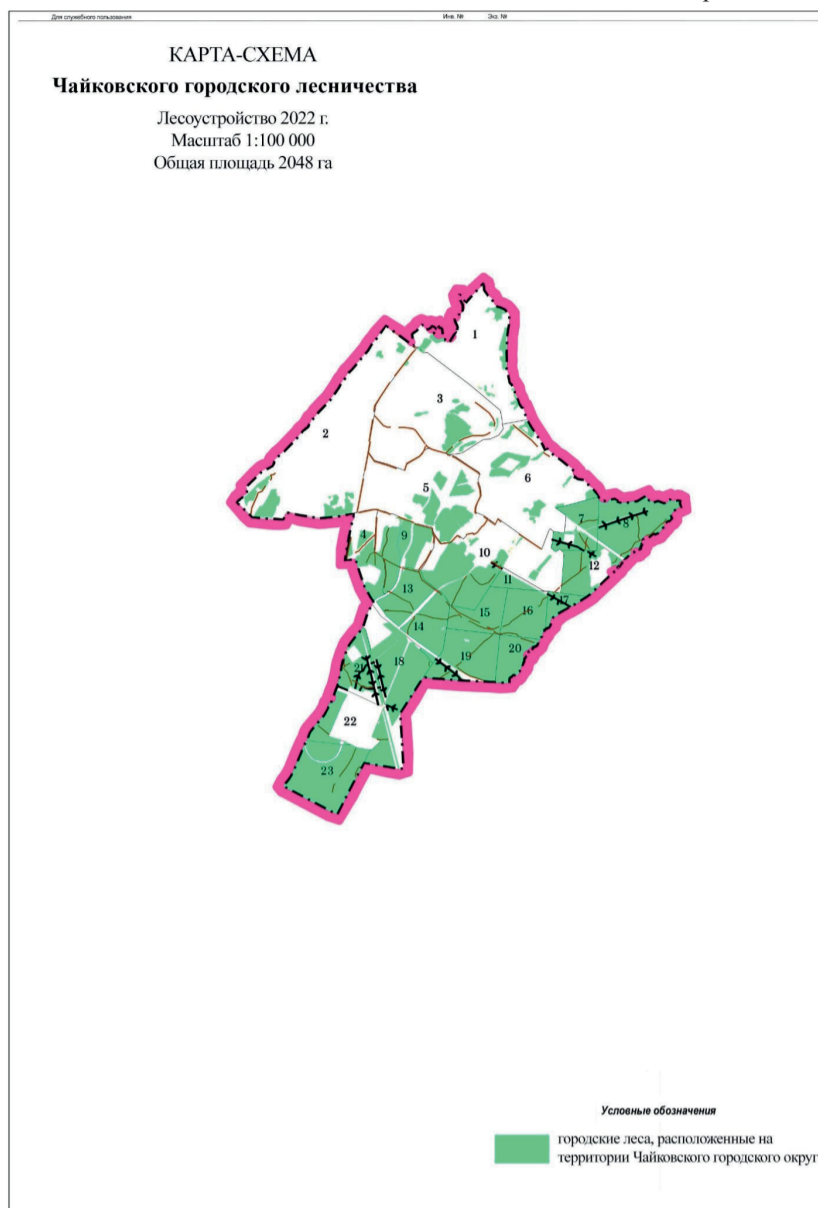 Для служебного пользования Инв. № Экз. №
КАРТА-СХЕМА
Чайковского городского лесничества
Лесоустройство 2022 г.
Масштаб 1:100 000
Общая площадь 2048 га
1
3
2
6
5
7
8
4
9
10
12
11
13
17
15
16
14
20
19
18
21
22
23
Условные обозначения
городские леса, расположенные на
территории Чайковского городского округ